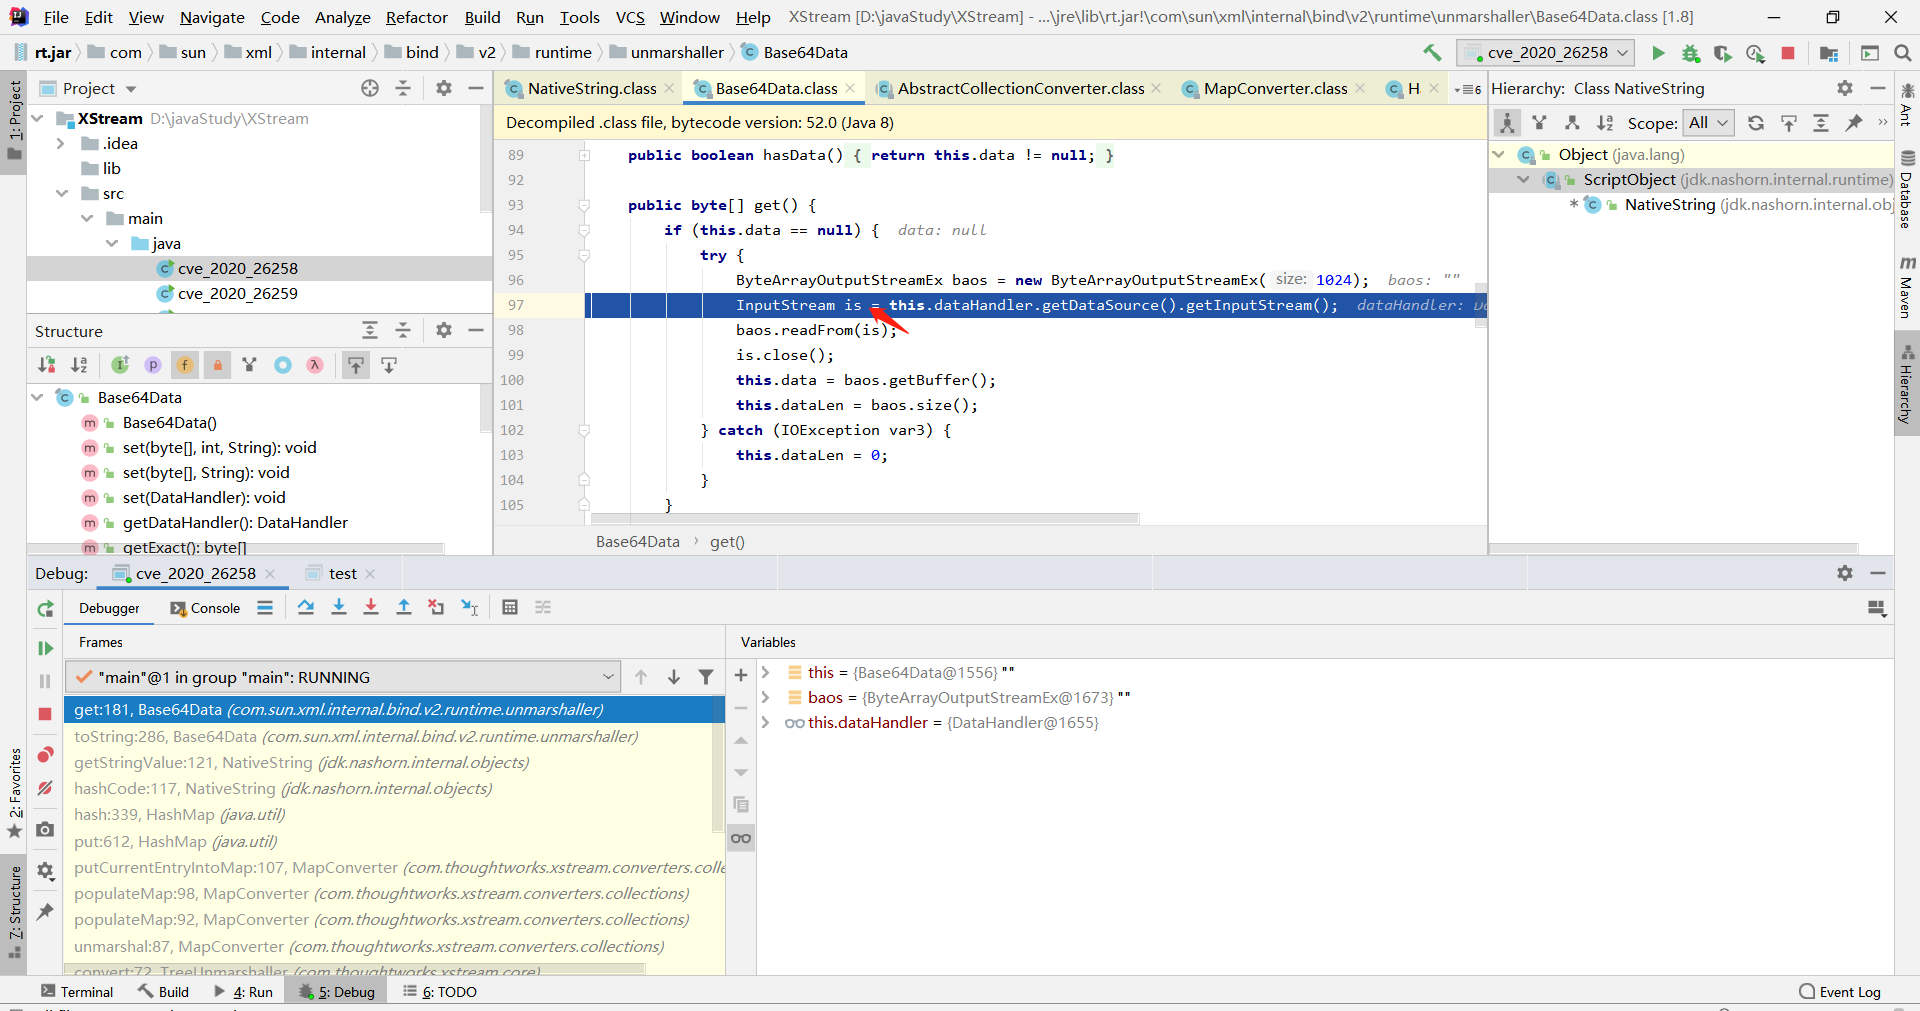 File Edit View Navigate Code Analyze Refactor Build Run Tools VCS Window Help XStream [D:\javaStudy\XStream] - ...\jre\lib\rt.jar!\com\sun\xml\internal\bind\v2\runtime\unmarshaller\Base64Data.class [1.8]
rt.jar com sun xml internal bind v2 runtime unmarshaller Base64Data cve_2020_26258
1: Project
Project
XStream D:\javaStudy\XStream
.idea
lib
src
main
java
cve_2020_26258
cve_2020_26259
Structure
Base64Data
Base64Data()
set(byte[], int, String): void
set(byte[], String): void
set(DataHandler): void
getDataHandler(): DataHandler
getExact(): byte[]
NativeString.class Base64Data.class AbstractCollectionConverter.class MapConverter.class H 6
Decompiled .class file, bytecode version: 52.0 (Java 8)
89 public boolean hasData() { return this.data != null; }
92
93 public byte[] get() {
94 if (this.data == null) { data: null
95 try {
96 ByteArrayOutputStreamEx baos = new ByteArrayOutputStreamEx( size: 1024); baos: ""
97 InputStream is = this.dataHandler.getDataSource().getInputStream(); dataHandler:
98 baos.readFrom(is);
99 is.close();
100 this.data = baos.getBuffer();
101 this.dataLen = baos.size();
102 } catch (IOException var3) {
103 this.dataLen = 0;
104 }
105 }
Base64Data get()
Hierarchy: Class NativeString
Scope: All
Object (java.lang)
ScriptObject (jdk.nashorn.internal.runtime)
* NativeString (jdk.nashorn.internal.obj
Ant
Database
Maven
Hierarchy
Debug: cve_2020_26258 test
Debugger Console
Frames
"main"@1 in group "main": RUNNING
get:181, Base64Data (com.sun.xml.internal.bind.v2.runtime.unmarshaller)
toString:286, Base64Data (com.sun.xml.internal.bind.v2.runtime.unmarshaller)
getStringValue:121, NativeString (jdk.nashorn.internal.objects)
hashCode:117, NativeString (jdk.nashorn.internal.objects)
hash:339, HashMap (java.util)
put:612, HashMap (java.util)
putCurrentEntryIntoMap:107, MapConverter (com.thoughtworks.xstream.converters.colle
populateMap:98, MapConverter (com.thoughtworks.xstream.converters.collections)
populateMap:92, MapConverter (com.thoughtworks.xstream.converters.collections)
unmarshal:87, MapConverter (com.thoughtworks.xstream.converters.collections)
convert:72, TreeUnmarshaller (com.thoughtworks.xstream.core)
Variables
this = {Base64Data@1556} ""
baos = {ByteArrayOutputStreamEx@1673} ""
this.dataHandler = {DataHandler@1655}
2: Favorites
7: Structure
Terminal Build 4: Run 5: Debug 6: TODO Event Log